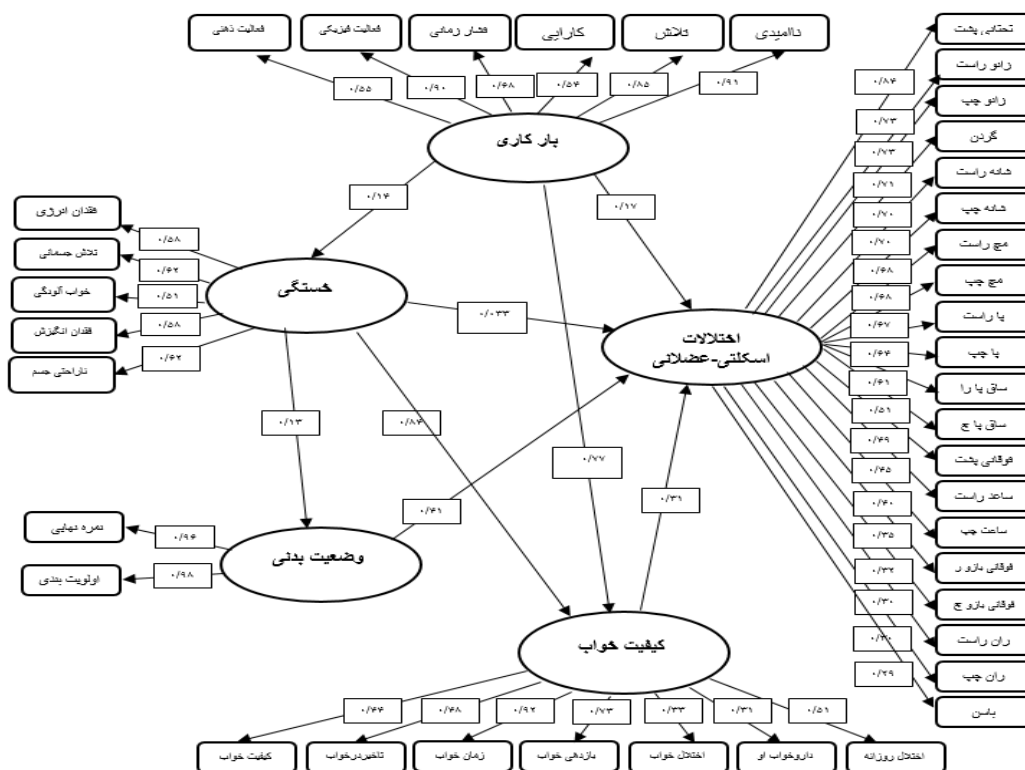 ناامیدی
تلاش
کارایی
فشار زمانی
فعالیت فیزیکی
فعالیت ذهنی
۰/۹۱
۰/۸۵
۰/۵۴
۰/۶۸
۰/۹۰
۰/۵۵
بار کاری
۰/۱۷
۰/۱۴
تحتانی پشت
زانو راست
زانو چپ
گردن
شانه راست
شانه چپ
مچ راست
مچ چپ
پا راست
پا چپ
ساق پا را
ساق پا چ
فوقانی پشت
ساعد راست
ساعت چپ
فوقانی بازو ر
فوقانی بازو چ
ران راست
ران چپ
باسن
۰/۸۴
۰/۷۳
۰/۷۳
۰/۷۱
۰/۷۰
۰/۷۰
۰/۶۸
۰/۶۸
۰/۶۷
۰/۶۴
۰/۶۱
۰/۵۱
۰/۴۹
۰/۴۵
۰/۴۰
۰/۳۵
۰/۳۲
۰/۳۰
۰/۲۹
اختلالات
اسکلتی-عضلانی
خستگی
۰/۰۳۳
فقدان انرژی
تلاش جسمانی
خواب آلودگی
فقدان انگیزش
ناراحتی جسم
۰/۵۸
۰/۶۲
۰/۵۱
۰/۵۸
۰/۶۲
۰/۱۳
۰/۸۴
۰/۷۷
۰/۴۱
۰/۳۱
وضعیت بدنی
نمره نهایی
اولویت بندی
۰/۹۶
۰/۹۸
کیفیت خواب
۰/۵۱
۰/۳۱
۰/۳۳
۰/۷۳
۰/۹۲
۰/۴۸
۰/۴۴
اختلال روزانه
داروخواب او
اختلال خواب
بازدهی خواب
زمان خواب
تاخیردرخواب
کیفیت خواب